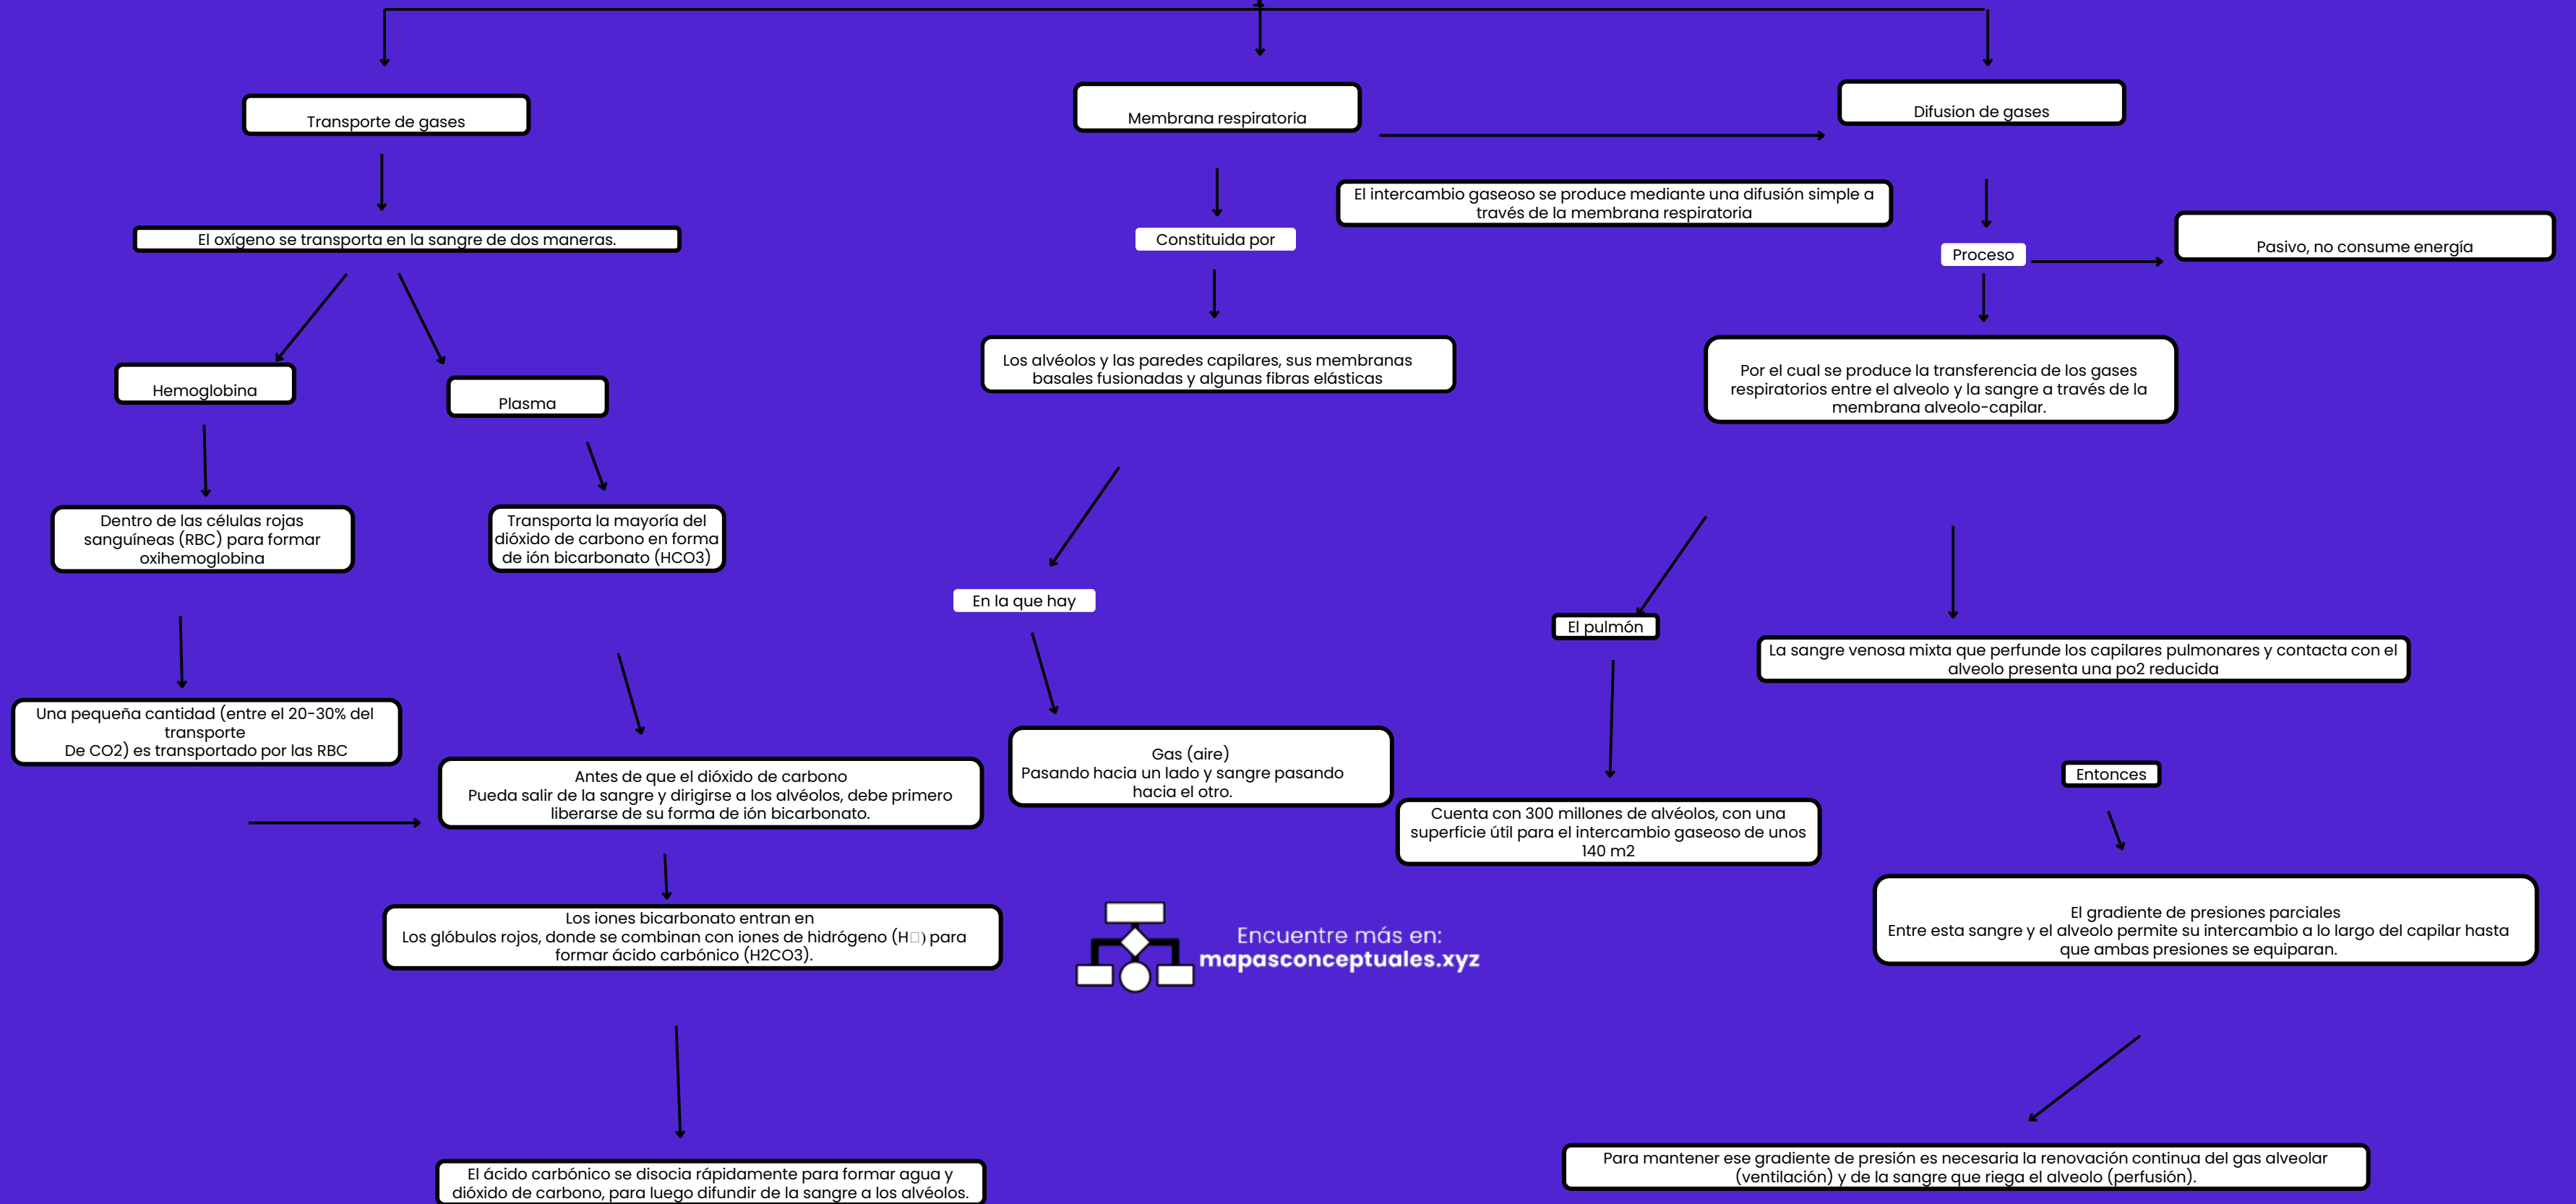 Transporte de gases
El oxígeno se transporta en la sangre de dos maneras.
Hemoglobina
Plasma
Dentro de las células rojas
sanguíneas (RBC) para formar
oxihemoglobina
Transporta la mayoría del
dióxido de carbono en forma
de ión bicarbonato (HCO3)
Una pequeña cantidad (entre el 20-30% del
transporte
De CO2) es transportado por las RBC
Antes de que el dióxido de carbono
Pueda salir de la sangre y dirigirse a los alvéolos, debe primero
liberarse de su forma de ión bicarbonato.
Los iones bicarbonato entran en
Los glóbulos rojos, donde se combinan con iones de hidrógeno (H□) para
formar ácido carbónico (H2CO3).
El ácido carbónico se disocia rápidamente para formar agua y
dióxido de carbono, para luego difundir de la sangre a los alvéolos.
Membrana respiratoria
Constituida por
Los alvéolos y las paredes capilares, sus membranas
basales fusionadas y algunas fibras elásticas
En la que hay
Gas (aire)
Pasando hacia un lado y sangre pasando
hacia el otro.
El intercambio gaseoso se produce mediante una difusión simple a
través de la membrana respiratoria
Difusion de gases
Proceso
Pasivo, no consume energía
Por el cual se produce la transferencia de los gases
respiratorios entre el alveolo y la sangre a través de la
membrana alveolo-capilar.
El pulmón
Cuenta con 300 millones de alvéolos, con una
superficie útil para el intercambio gaseoso de unos
140 m2
La sangre venosa mixta que perfunde los capilares pulmonares y contacta con el
alveolo presenta una po2 reducida
Entonces
El gradiente de presiones parciales
Entre esta sangre y el alveolo permite su intercambio a lo largo del capilar hasta
que ambas presiones se equiparan.
Para mantener ese gradiente de presión es necesaria la renovación continua del gas alveolar
(ventilación) y de la sangre que riega el alveolo (perfusión).
Encuentre más en:
mapasconceptuales.xyz